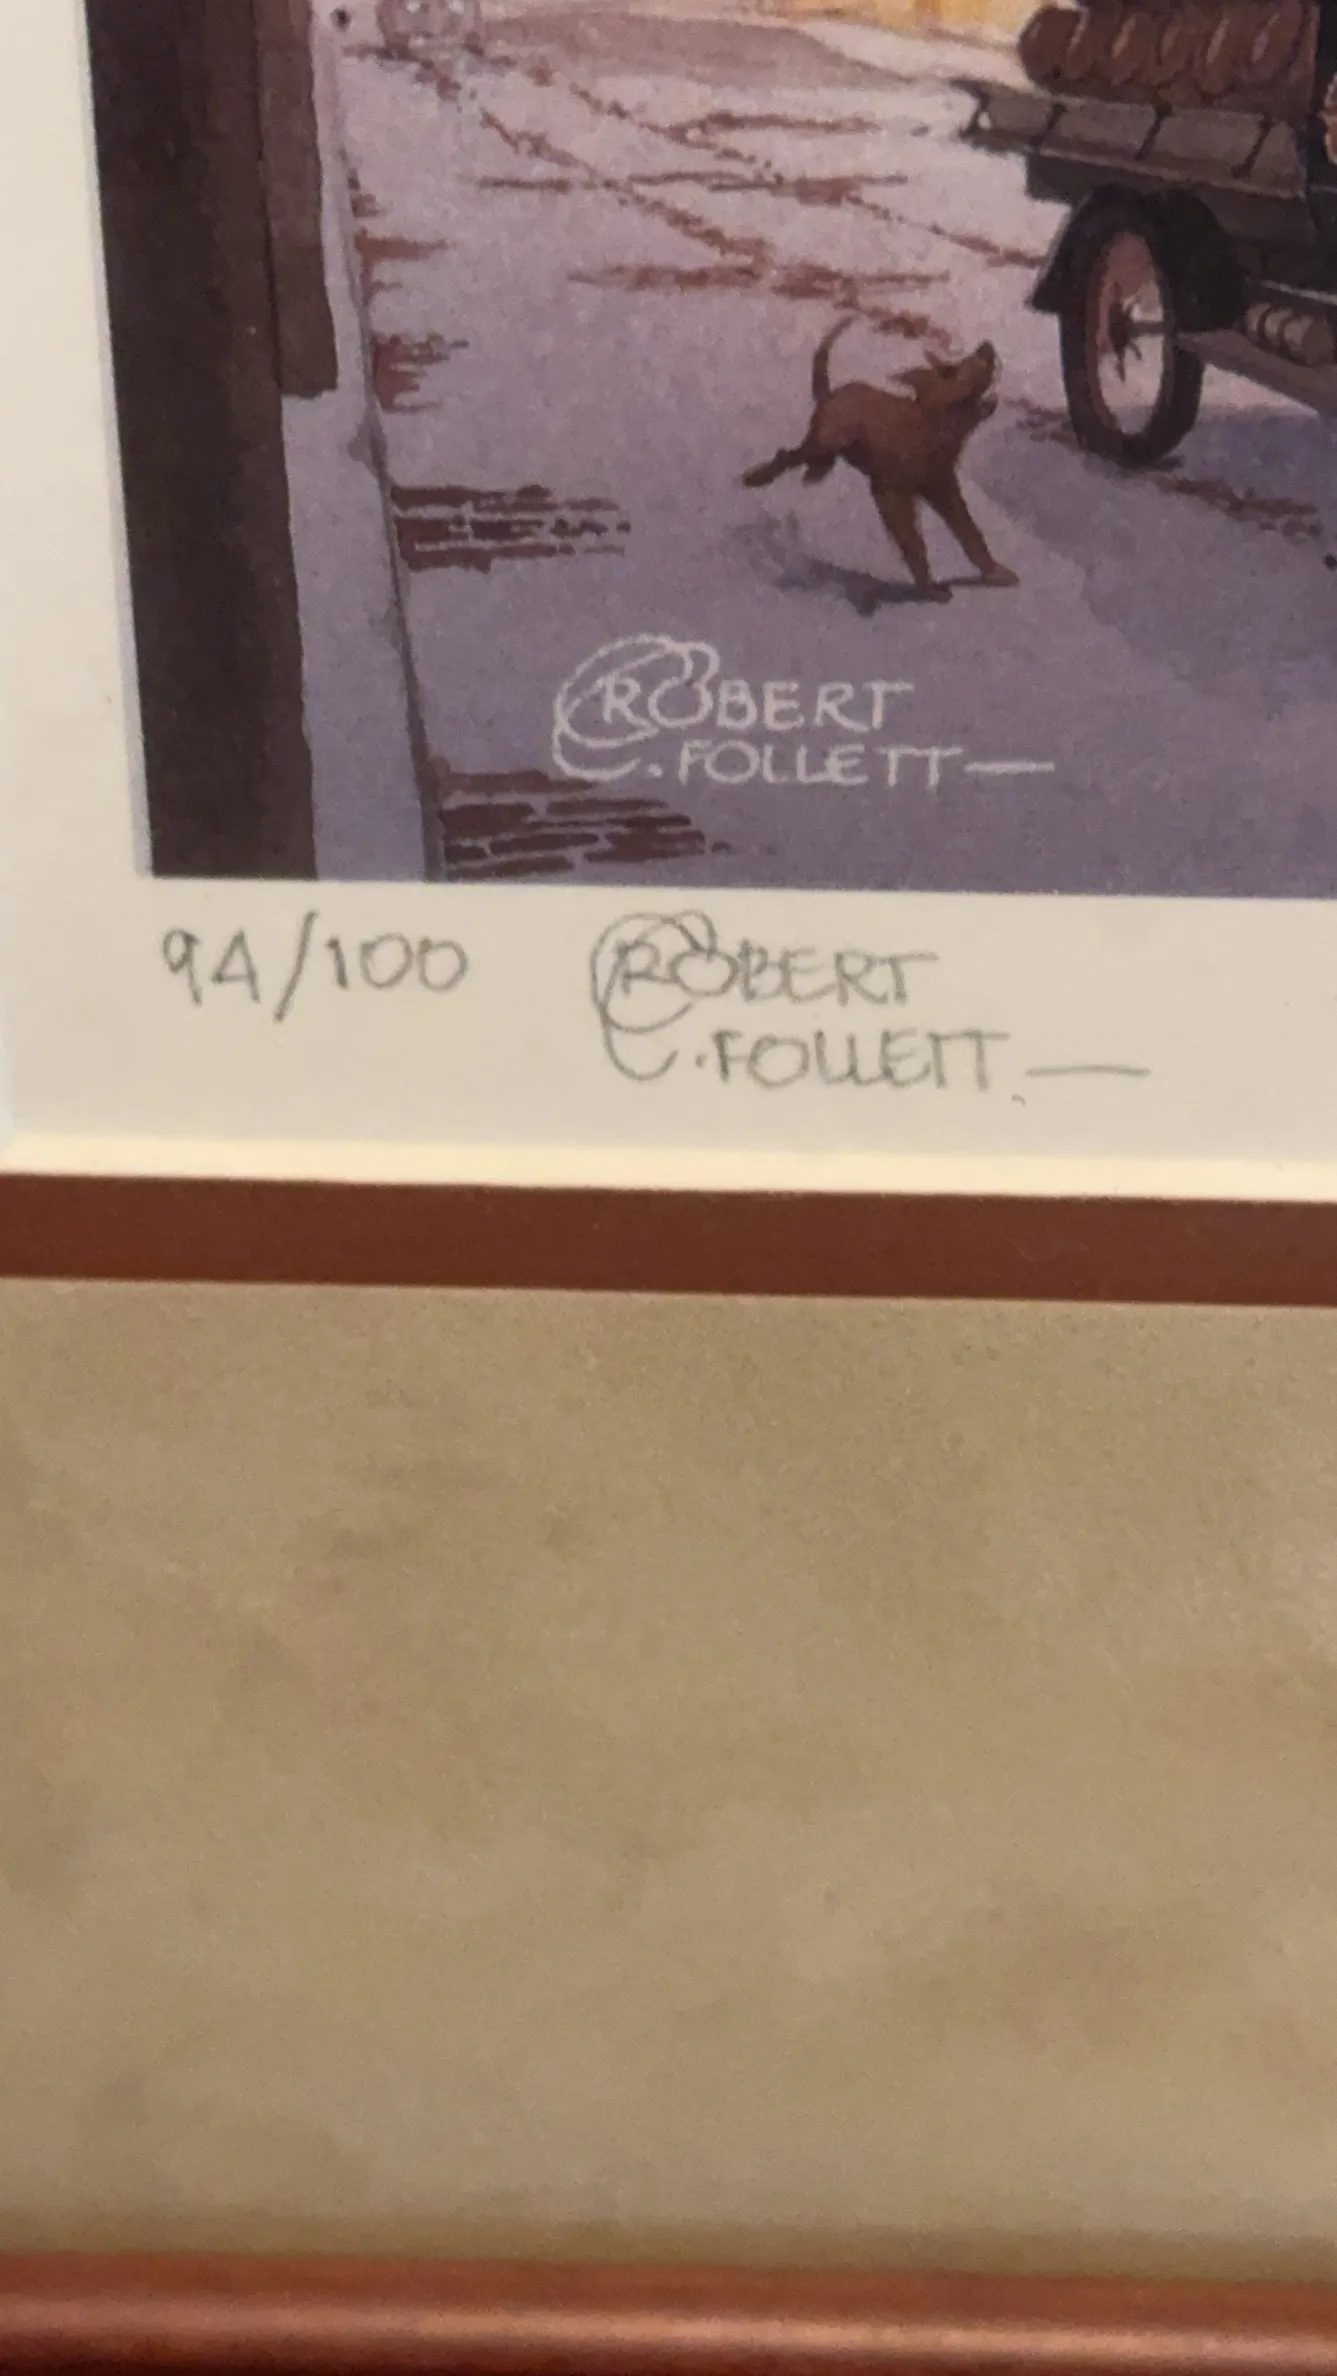 ROBERT
C. FOLLETT—
94/100 ROBERT
C. FOLLETT. —